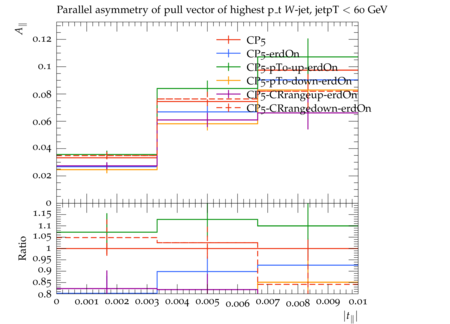 Parallel asymmetry of pull vector of highest p_t W-jet, jetpT < 60 GeV
A∥
0.12
0.1
0.08
0.06
0.04
0.02
0
CP5
CP5-erdOn
CP5-pT0-up-erdOn
CP5-pT0-down-erdOn
CP5-CRrangeup-erdOn
CP5-CRrangedown-erdOn
Ratio
1.15
1.1
1.05
1
0.95
0.9
0.85
0.8
0 0.001 0.002 0.003 0.004 0.005 0.006 0.007 0.008 0.009 0.01
|t∥|